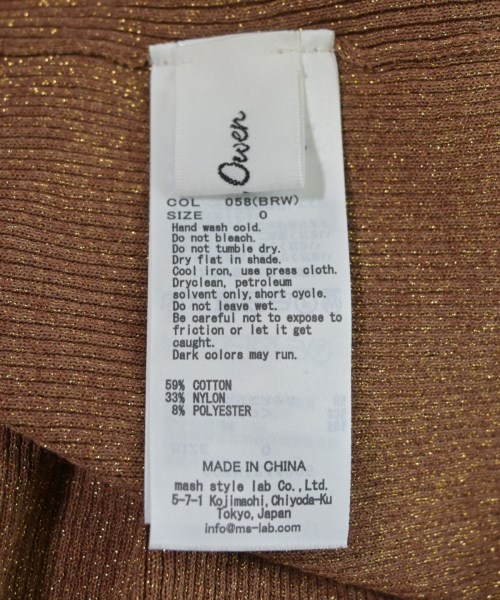 Owen
COL 058(BRW)
SIZE 0
Hand wash cold.
Do not bleach.
Do not tumble dry.
Dry flat in shade.
Cool iron, use press cloth.
Dryclean, petroleum
solvent only, short cycle.
Do not leave wet.
Be careful not to expose to
friction or let it get
caught.
Dark colors may run.
59% COTTON
33% NYLON
8% POLYESTER
MADE IN CHINA
mash style lab Co., Ltd.
5-7-1 Kojimachi, Chiyoda-Ku
Tokyo, Japan
info@ms-lab.com